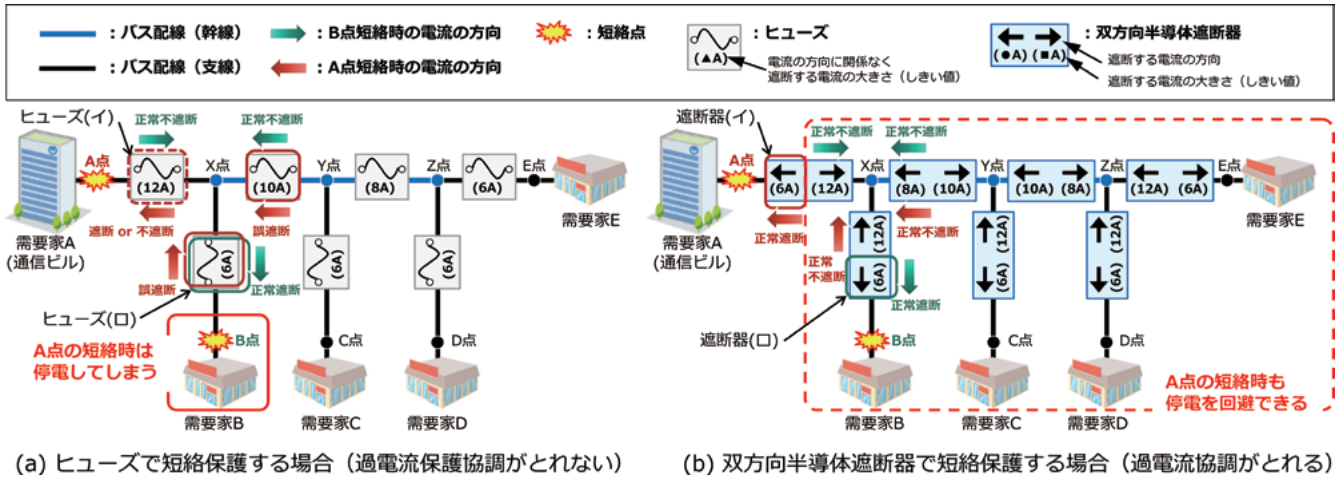 ：バス配線（幹線）
：B点短絡時の電流の方向
：短絡点
：ヒューズ
(▲A)
電流の方向に関係なく
遮断する電流の大きさ（しきい値）
：双方向半導体遮断器
(●A) (■A)
遮断する電流の方向
遮断する電流の大きさ（しきい値）
：バス配線（支線）
：A点短絡時の電流の方向
ヒューズ(イ)
正常不遮断
正常不遮断
A点
(12A)
X点
(10A)
Y点
(8A)
Z点
(6A)
E点
需要家E
遮断 or 不遮断
誤遮断
需要家A
(通信ビル)
(6A)
誤遮断
正常遮断
(6A)
(6A)
ヒューズ(ロ)
B点
C点
D点
A点の短絡時は
停電してしまう
需要家B
需要家C
需要家D
(a) ヒューズで短絡保護する場合（過電流保護協調がとれない）
遮断器(イ)
正常不遮断
正常不遮断
A点
(6A)
(12A)
X点
(8A)
(10A)
Y点
(10A)
(8A)
Z点
(12A)
(6A)
E点
需要家E
正常遮断
正常不遮断
需要家A
(通信ビル)
(12A)
(12A)
(12A)
正常
不遮断
(6A)
正常遮断
(6A)
(6A)
遮断器(ロ)
B点
C点
D点
A点の短絡時も
停電を回避できる
需要家B
需要家C
需要家D
(b) 双方向半導体遮断器で短絡保護する場合（過電流協調がとれる）